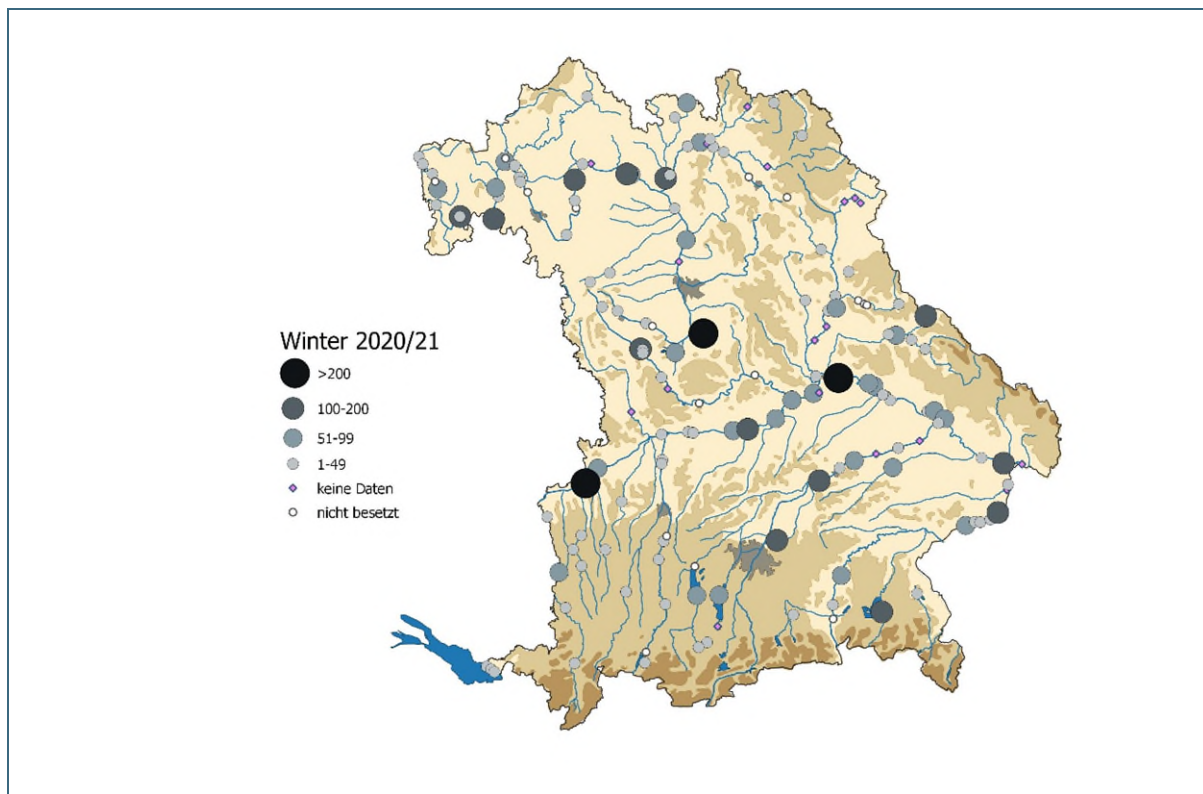 Winter 2020/21
>200
100-200
51-99
1-49
keine Daten
nicht besetzt